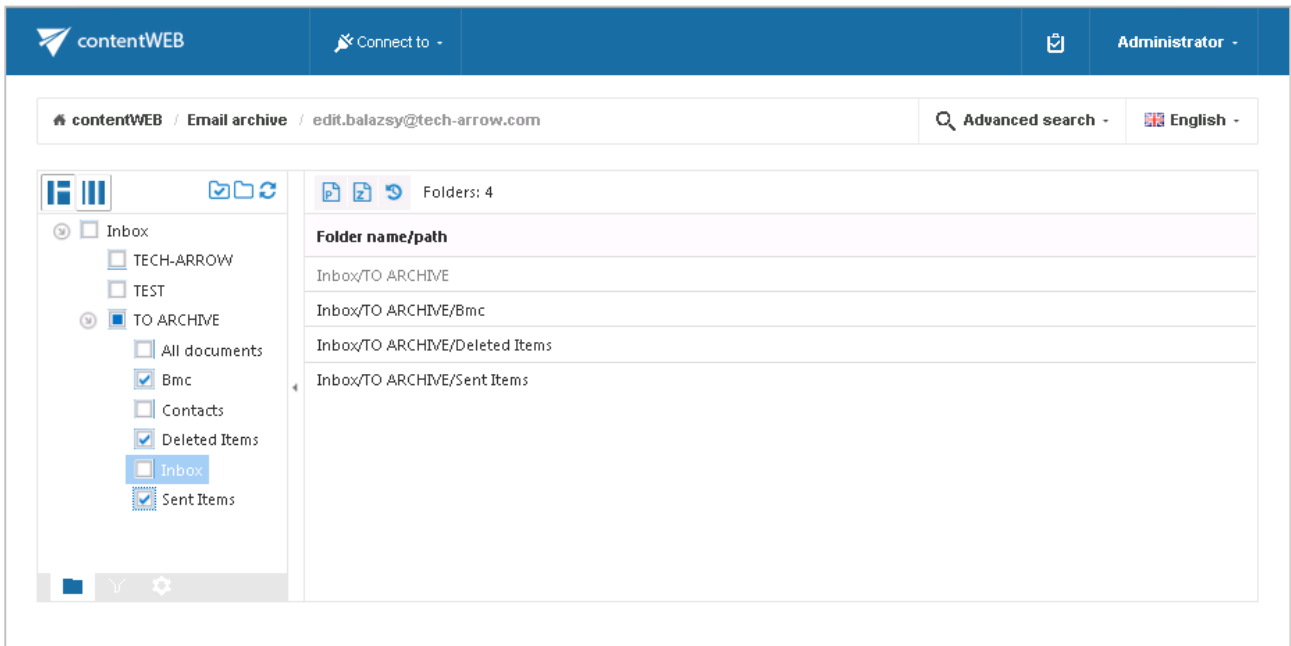 contentWEB Connect to Administrator
contentWEB / Email archive / edit.balazsy@tech-arrow.com Advanced search English
P Z Folders: 4
Inbox
Folder name/path
TECH-ARROW
Inbox/TO ARCHIVE
TEST
Inbox/TO ARCHIVE/Bmc
TO ARCHIVE
Inbox/TO ARCHIVE/Deleted Items
All documents
Bmc
Inbox/TO ARCHIVE/Sent Items
Contacts
Deleted Items
Inbox
Sent Items